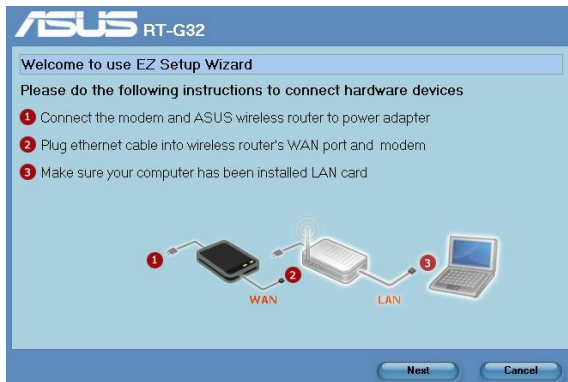 ASUS RT-G32
Welcome to use EZ Setup Wizard
Please do the following instructions to connect hardware devices
1 Connect the modem and ASUS wireless router to power adapter
2 Plug ethernet cable into wireless router's WAN port and modem
3 Make sure your computer has been installed LAN card
1
2
3
WAN
LAN
Next
Cancel